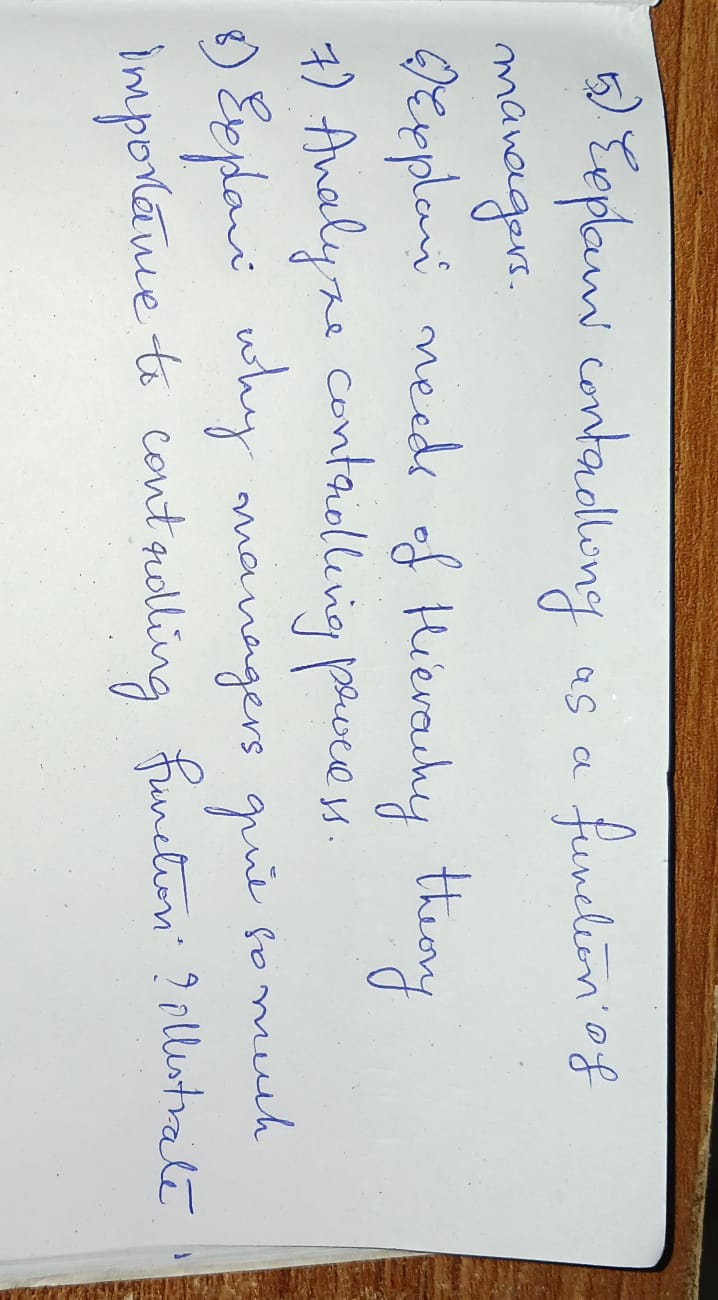 5.) Explain controllong as a function of
managers.
6.) Explain needs of Hierarchy theory
7.) Analyze controlling process.
8) Explain why managers give so much
importance to controlling function? illustrate.